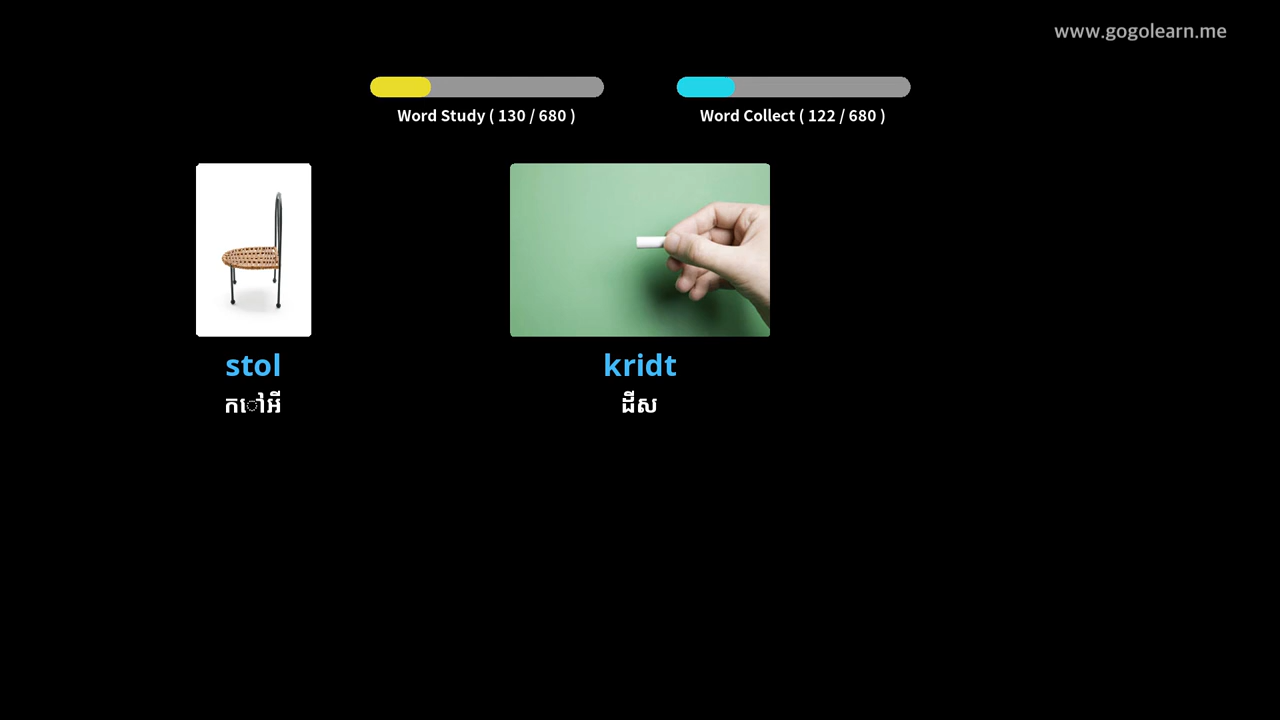 www.gogolearn.me
Word Study ( 130 / 680 )
Word Collect ( 122 / 680 )
stol
kridt
កៅអី
ដីស